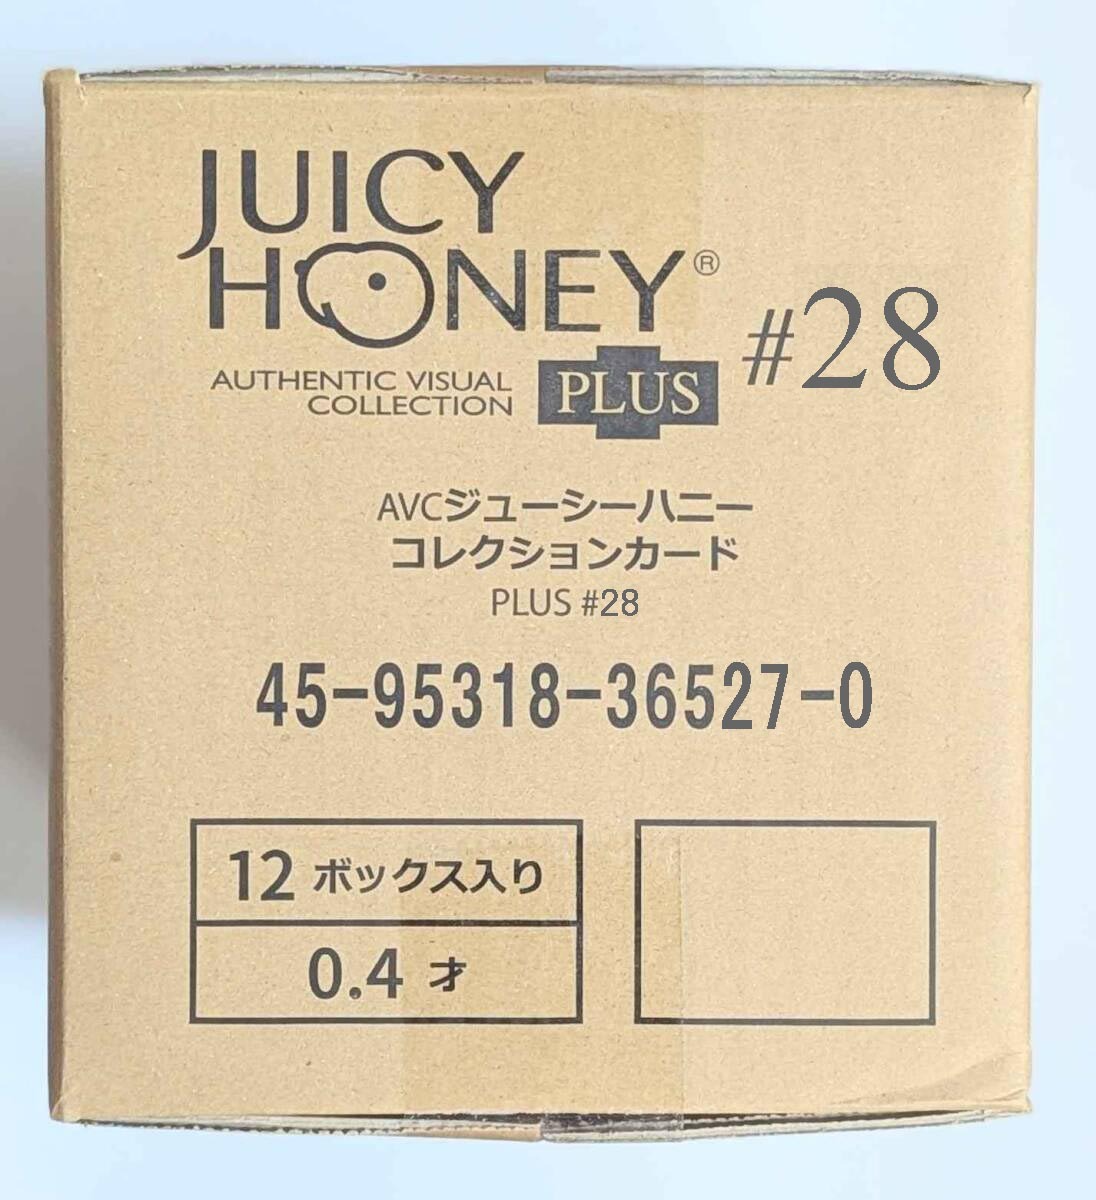 JUICY
HONEY®
#28
AUTHENTIC VISUAL
COLLECTION
PLUS
AVCジューシーハニー
コレクションカード
PLUS #28
45-95318-36527-0
12 ボックス入り
0.4 才